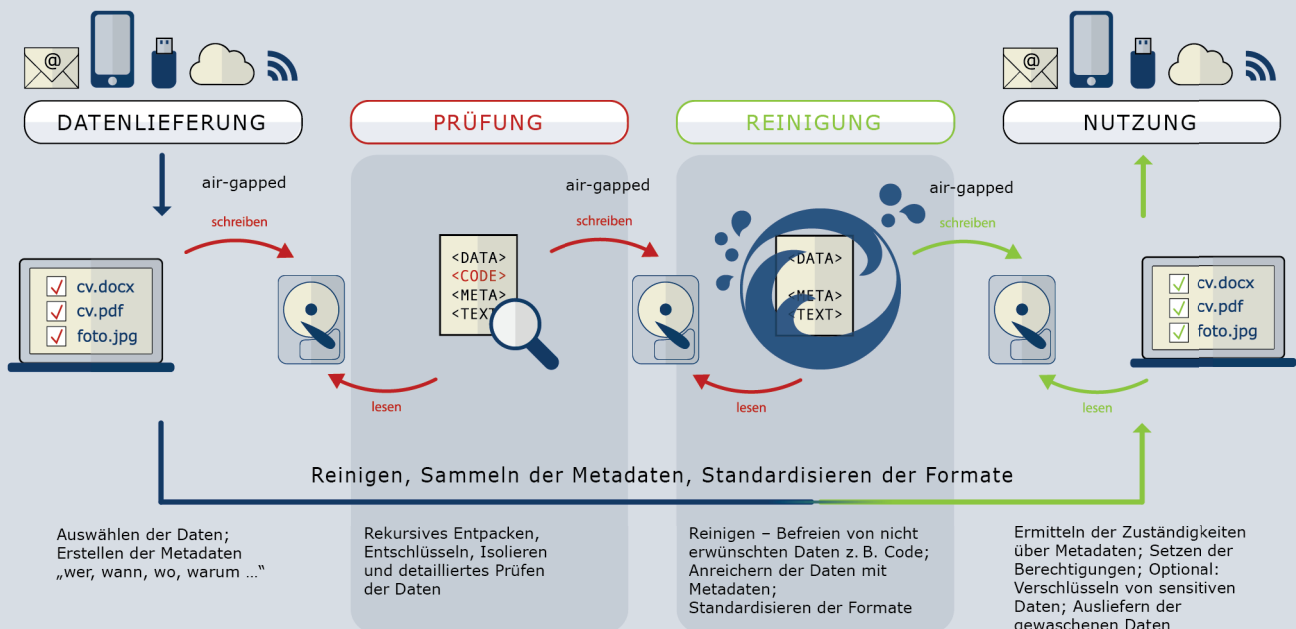 @
@
DATENLIEFERUNG
PRÜFUNG
REINIGUNG
NUTZUNG
air-gapped
schreiben
air-gapped
schreiben
air-gapped
schreiben
cv.docx
cv.pdf
foto.jpg
<DATA>
<CODE>
<META>
<TEXT
<DATA>
<META>
<TEXT>
cv.docx
cv.pdf
foto.jpg
lesen
lesen
lesen
Reinigen, Sammeln der Metadaten, Standardisieren der Formate
Auswählen der Daten;
Erstellen der Metadaten
„wer, wann, wo, warum …“
Rekursives Entpacken,
Entschlüsseln, Isolieren
und detailliertes Prüfen
der Daten
Reinigen – Befreien von nicht
erwünschten Daten z. B. Code;
Anreichern der Daten mit
Metadaten;
Standardisieren der Formate
Ermitteln der Zuständigkeiten
über Metadaten; Setzen der
Berechtigungen; Optional:
Verschlüsseln von sensitiven
Daten; Ausliefern der
gewaschenen Daten